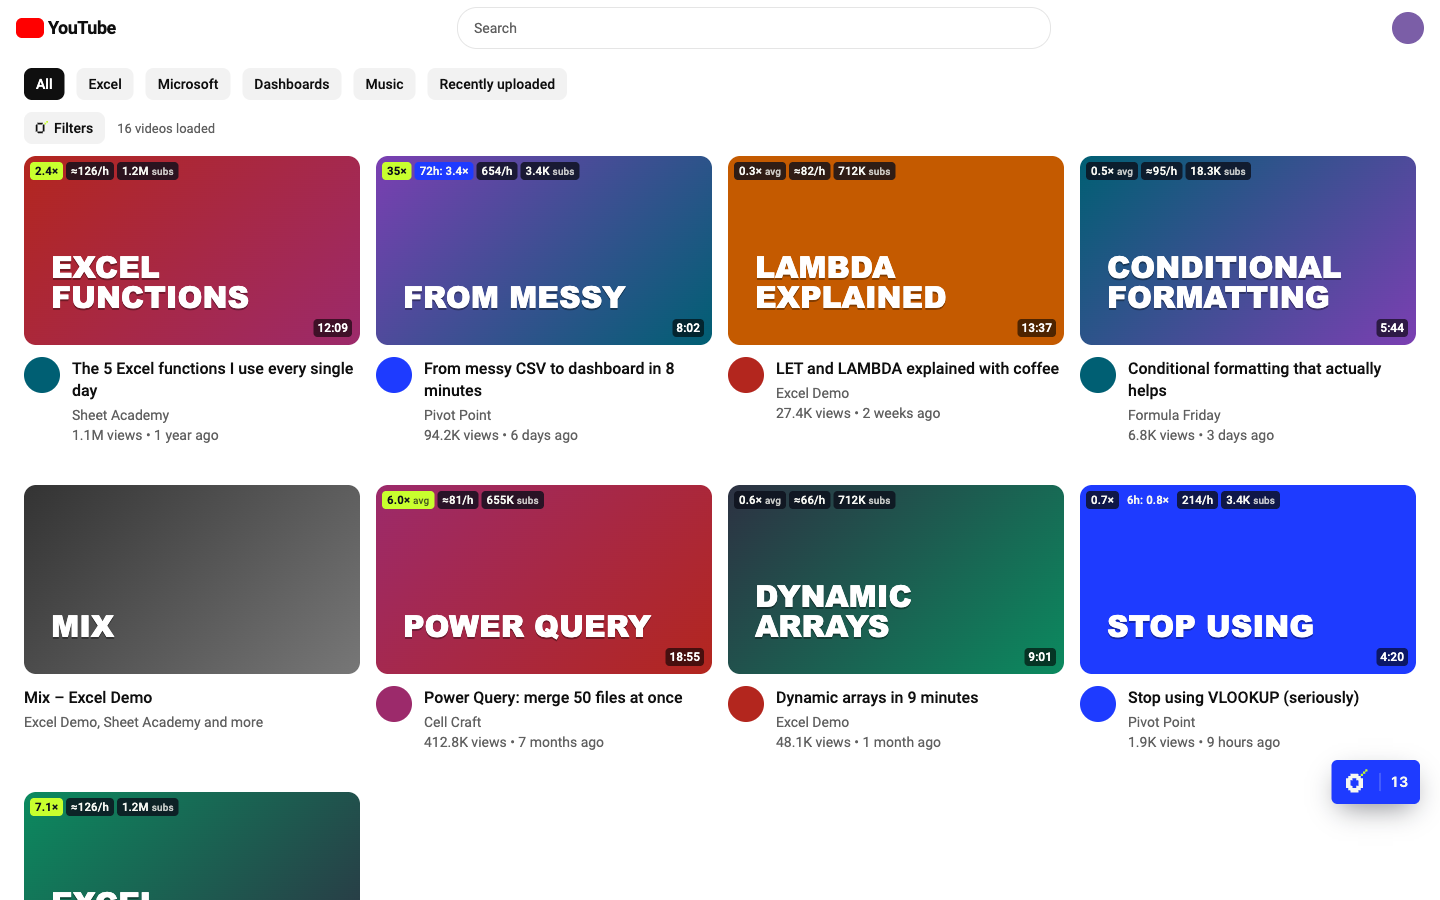 YouTube
Search
All
Excel
Microsoft
Dashboards
Music
Recently uploaded
Filters
16 videos loaded
2.4× ≈126/h 1.2M subs
EXCEL
FUNCTIONS
12:09
The 5 Excel functions I use every single
day
Sheet Academy
1.1M views • 1 year ago
35× 72h: 3.4× 654/h 3.4K subs
FROM MESSY
8:02
From messy CSV to dashboard in 8
minutes
Pivot Point
94.2K views • 6 days ago
0.3× avg ≈82/h 712K subs
LAMBDA
EXPLAINED
13:37
LET and LAMBDA explained with coffee
Excel Demo
27.4K views • 2 weeks ago
0.5× avg ≈95/h 18.3K subs
CONDITIONAL
FORMATTING
5:44
Conditional formatting that actually
helps
Formula Friday
6.8K views • 3 days ago
MIX
Mix – Excel Demo
Excel Demo, Sheet Academy and more
6.0× avg ≈81/h 655K subs
POWER QUERY
18:55
Power Query: merge 50 files at once
Cell Craft
412.8K views • 7 months ago
0.6× avg ≈66/h 712K subs
DYNAMIC
ARRAYS
9:01
Dynamic arrays in 9 minutes
Excel Demo
48.1K views • 1 month ago
0.7× 6h: 0.8× 214/h 3.4K subs
STOP USING
4:20
Stop using VLOOKUP (seriously)
Pivot Point
1.9K views • 9 hours ago
13
7.1× ≈126/h 1.2M subs
EXCEL